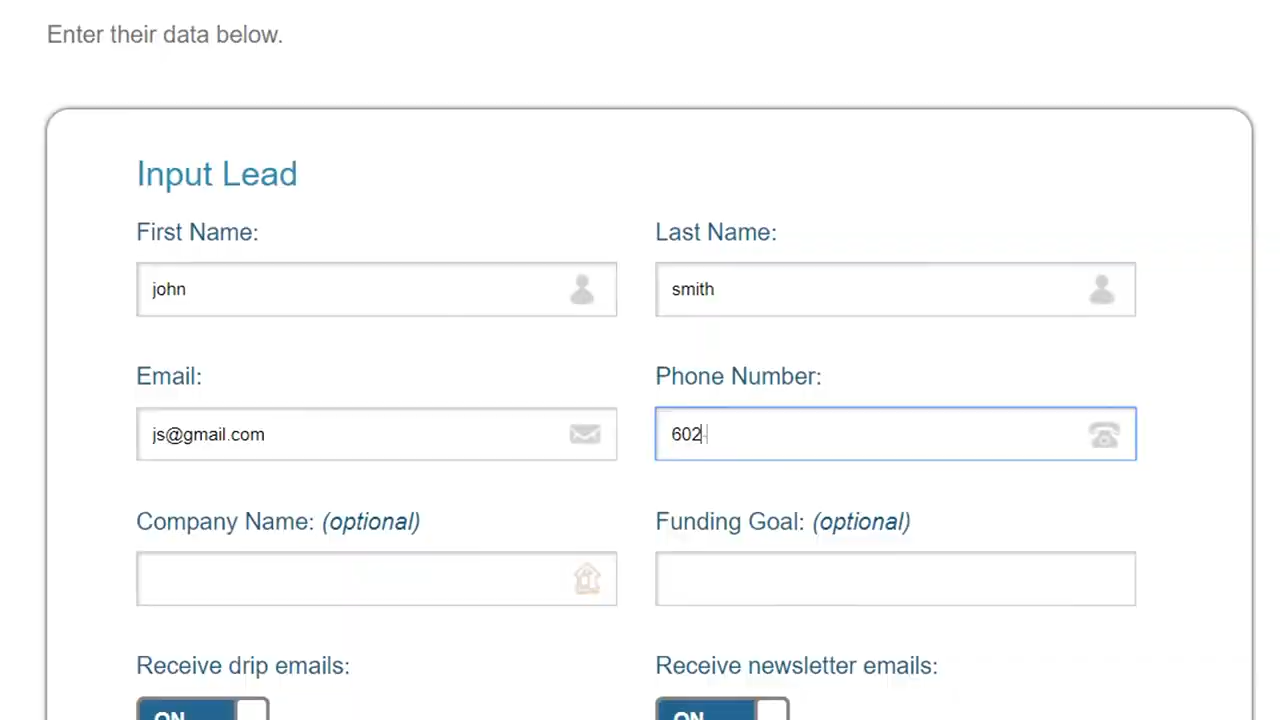 Enter their data below.
Input Lead
First Name: Last Name:
john smith
Email: Phone Number:
js@gmail.com 602-
Company Name: (optional) Funding Goal: (optional)
Receive drip emails: Receive newsletter emails:
ON ON